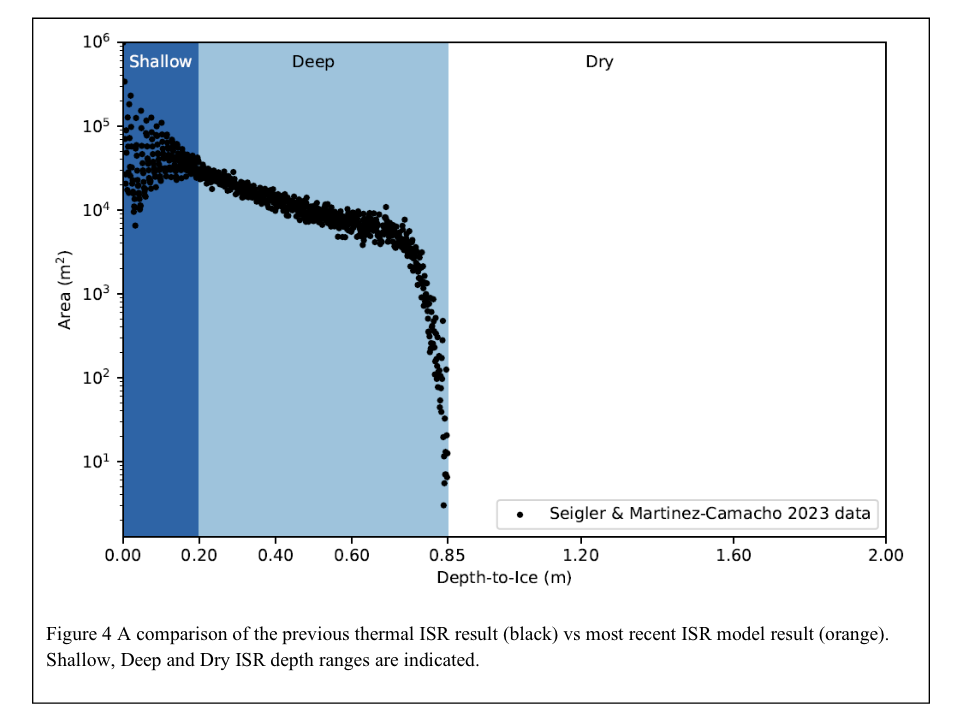 Shallow Deep Dry
10⁶
10⁵
10⁴
10³
10²
10¹
Area (m²)
Seigler & Martinez-Camacho 2023 data
0.00 0.20 0.40 0.60 0.85 1.20 1.60 2.00
Depth-to-Ice (m)
Figure 4 A comparison of the previous thermal ISR result (black) vs most recent ISR model result (orange).
Shallow, Deep and Dry ISR depth ranges are indicated.